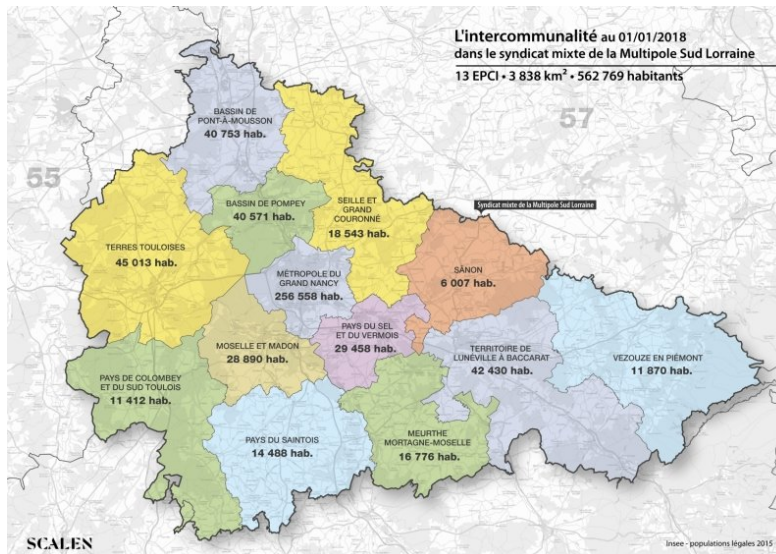 L'intercommunalité au 01/01/2018
dans le syndicat mixte de la Multipole Sud Lorraine
13 EPCI • 3 838 km² • 562 769 habitants
57
55
BASSIN DE
PONT-À-MOUSSON
40 753 hab.
BASSIN DE POMPEY
40 571 hab.
SEILLE ET
GRAND
COURONNÉ
18 543 hab.
Syndicat mixte de la Multipole Sud Lorraine
TERRES TOULOISES
45 013 hab.
MÉTROPOLE DU
GRAND NANCY
256 558 hab.
SÂNON
6 007 hab.
MOSELLE ET MADON
28 890 hab.
PAYS DU SEL
ET DU VERMOIS
29 458 hab.
TERRITOIRE DE
LUNÉVILLE À BACCARAT
42 430 hab.
VEZOUZE EN PIÉMONT
11 870 hab.
PAYS DE COLOMBEY
ET DU SUD TOULOIS
11 412 hab.
PAYS DU SAINTOIS
14 488 hab.
MEURTHE
MORTAGNE-MOSELLE
16 776 hab.
SCALEN
Insee - populations légales 2015